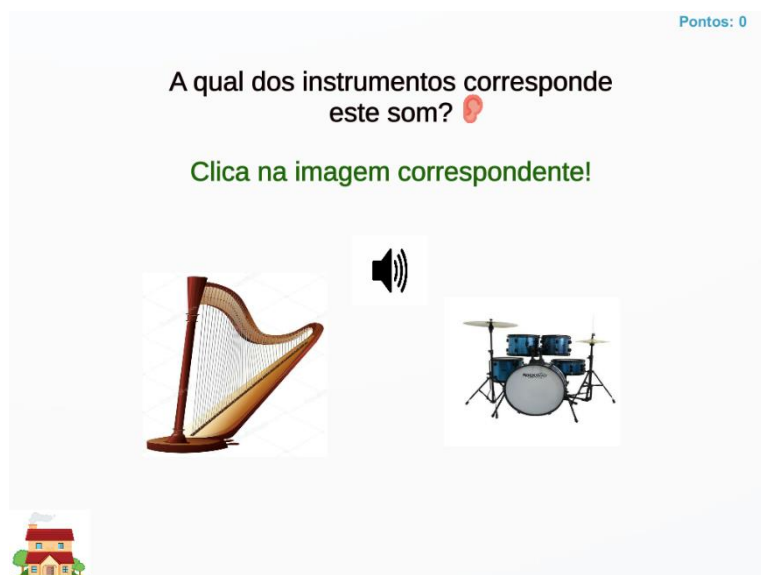 Pontos: 0
A qual dos instrumentos corresponde
este som?
Clica na imagem correspondente!